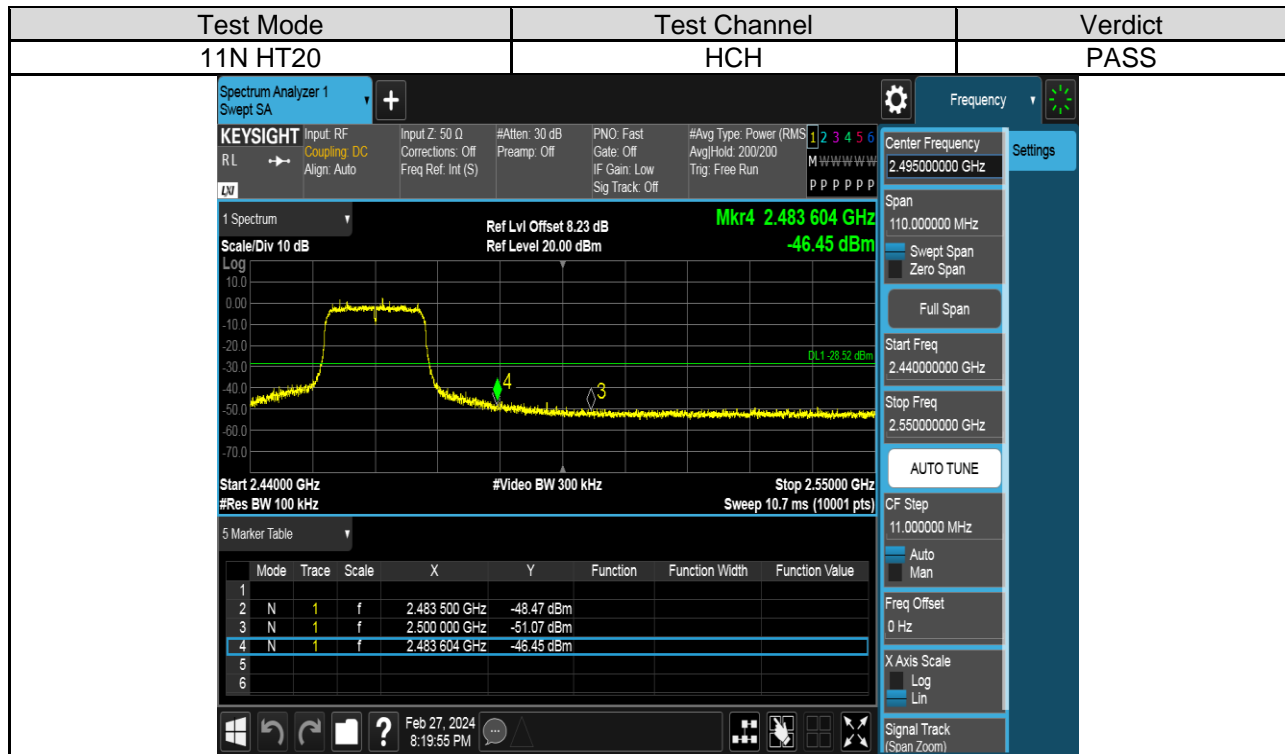 Test Mode Test Channel Verdict
11N HT20 HCH PASS
Spectrum Analyzer 1
Swept SA
+
Frequency
KEYSIGHT Input: RF Input Z: 50 Ω #Atten: 30 dB PNO: Fast #Avg Type: Power (RMS 1 2 3 4 5 6
RL Coupling: DC Corrections: Off Preamp: Off Gate: Off Avg|Hold: 200/200 M W W W W W
Align: Auto Freq Ref: Int (S) IF Gain: Low Trig: Free Run
LXI Sig Track: Off P P P P P P
1 Spectrum
Ref Lvl Offset 8.23 dB Mkr4 2.483 604 GHz
Scale/Div 10 dB Ref Level 20.00 dBm -46.45 dBm
Log
10.0
0.00
-10.0
-20.0
DL1 -28.52 dBm
-30.0
-40.0
4
3
-50.0
-60.0
-70.0
Start 2.44000 GHz #Video BW 300 kHz Stop 2.55000 GHz
#Res BW 100 kHz Sweep 10.7 ms (10001 pts)
5 Marker Table
Mode Trace Scale X Y Function Function Width Function Value
1
2 N 1 f 2.483 500 GHz -48.47 dBm
3 N 1 f 2.500 000 GHz -51.07 dBm
4 N 1 f 2.483 604 GHz -46.45 dBm
5
6
?
Feb 27, 2024
8:19:55 PM
Center Frequency
2.495000000 GHz
Settings
Span
110.000000 MHz
Swept Span
Zero Span
Full Span
Start Freq
2.440000000 GHz
Stop Freq
2.550000000 GHz
AUTO TUNE
CF Step
11.000000 MHz
Auto
Man
Freq Offset
0 Hz
X Axis Scale
Log
Lin
Signal Track
(Span Zoom)